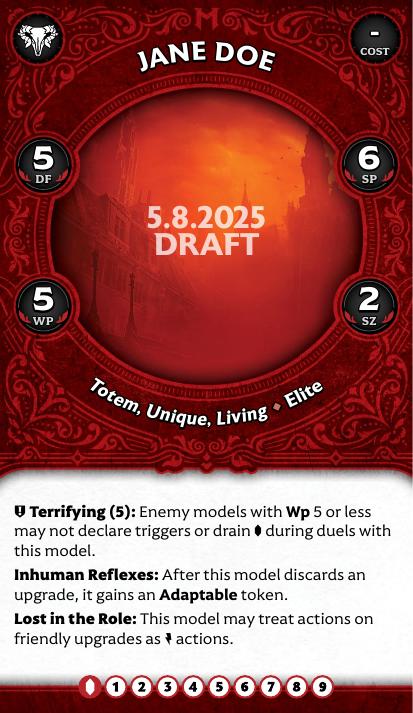 JANE DOE
-
COST
5
DF
6
SP
5.8.2025
DRAFT
5
WP
2
SZ
Totem, Unique, Living ♦ Elite
Terrifying (5): Enemy models with Wp 5 or less
may not declare triggers or drain during duels with
this model.
Inhuman Reflexes: After this model discards an
upgrade, it gains an Adaptable token.
Lost in the Role: This model may treat actions on
friendly upgrades as actions.
1 2 3 4 5 6 7 8 9